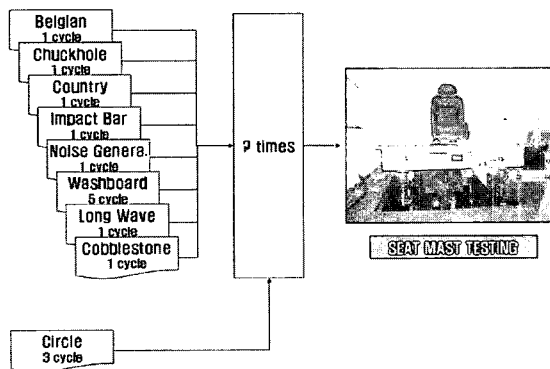 Belgian
1 cycle
Chuckhole
1 cycle
Country
1 cycle
Impact Bar
1 cycle
Noise Genera.
1 cycle
Washboard
5 cycle
Long Wave
1 cycle
Cobblestone
1 cycle
? times
SEAT MAST TESTING
Circle
3 cycle